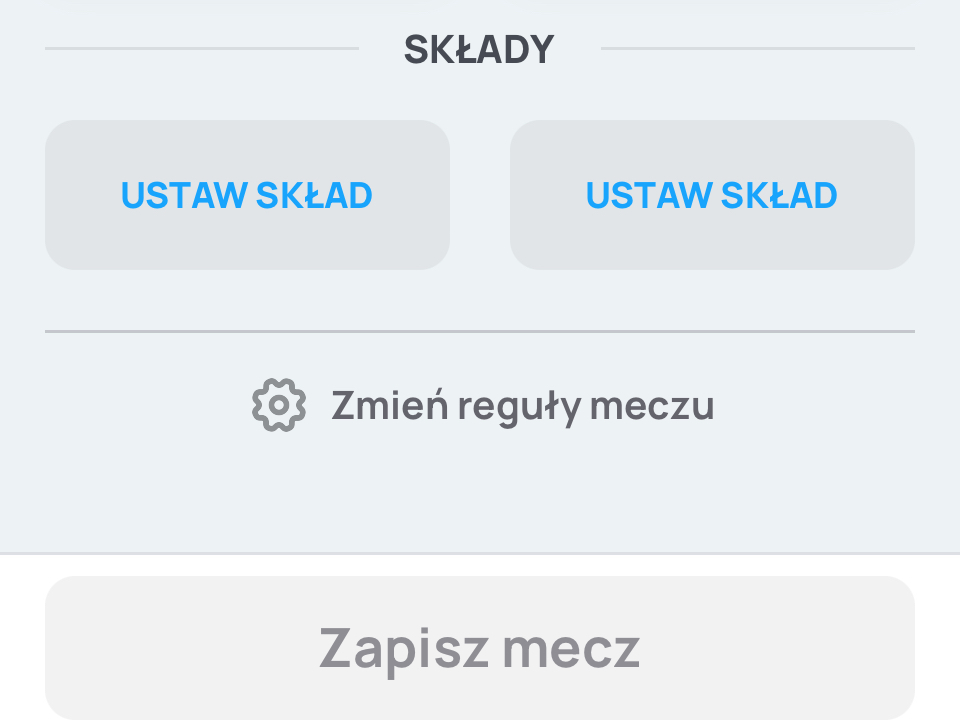 SKŁADY
USTAW SKŁAD
USTAW SKŁAD
Zmień reguły meczu
Zapisz mecz